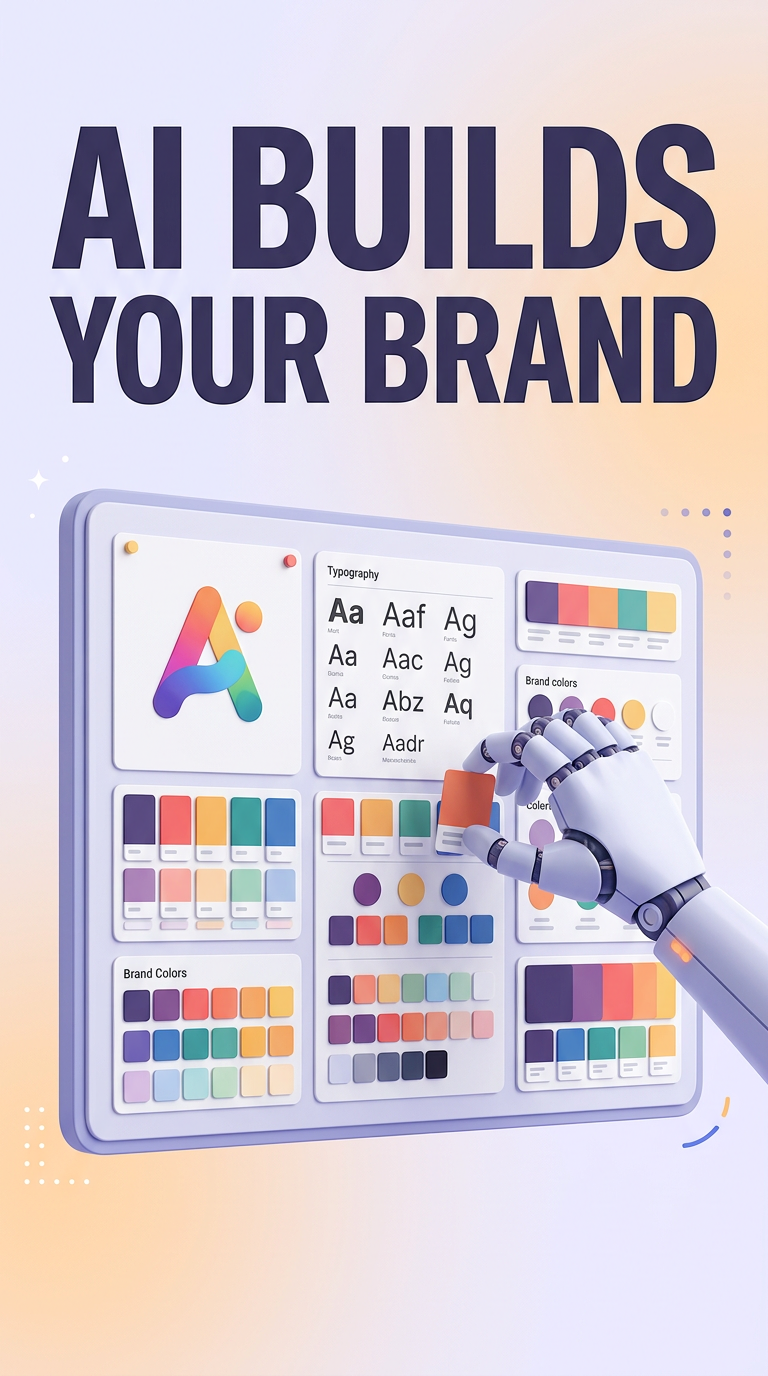 AI BUILDS
YOUR BRAND
Typography
Aa Aaf Ag
Aa Aac Ag
Aa Abz Aq
Ag Aadr
Brand colors
Brand Colors